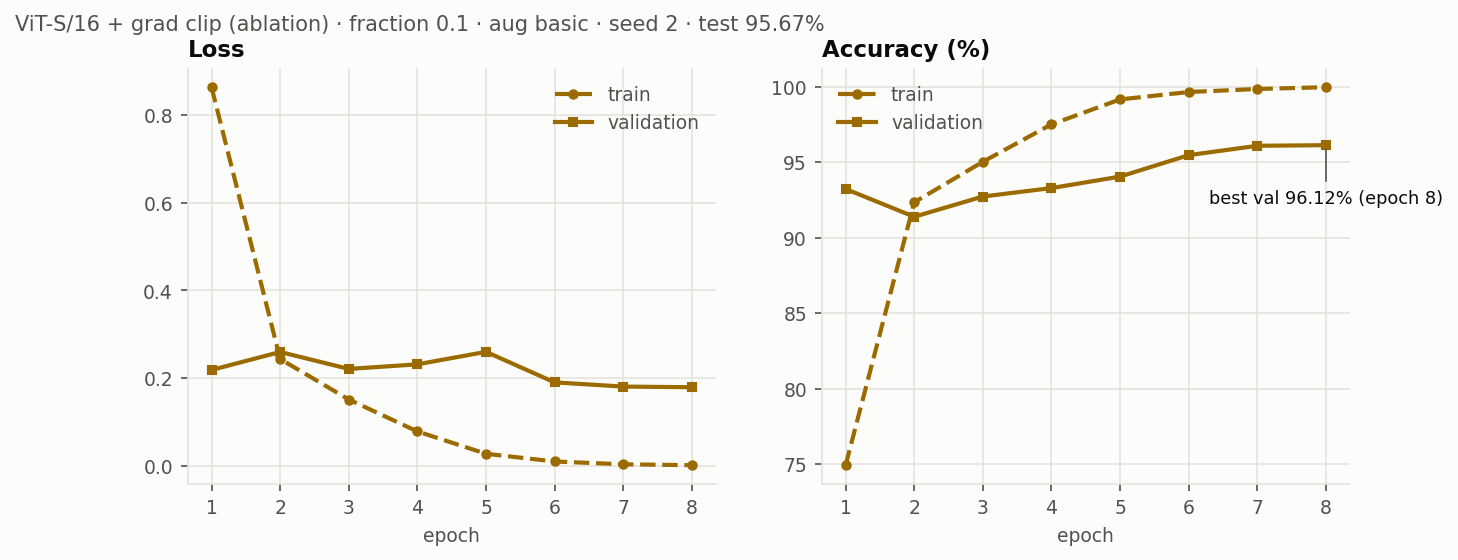 ViT-S/16 + grad clip (ablation) · fraction 0.1 · aug basic · seed 2 · test 95.67%
Loss
train
validation
0.8
0.6
0.4
0.2
0.0
1 2 3 4 5 6 7 8
epoch
Accuracy (%)
train
validation
100
95
90
85
80
75
best val 96.12% (epoch 8)
1 2 3 4 5 6 7 8
epoch